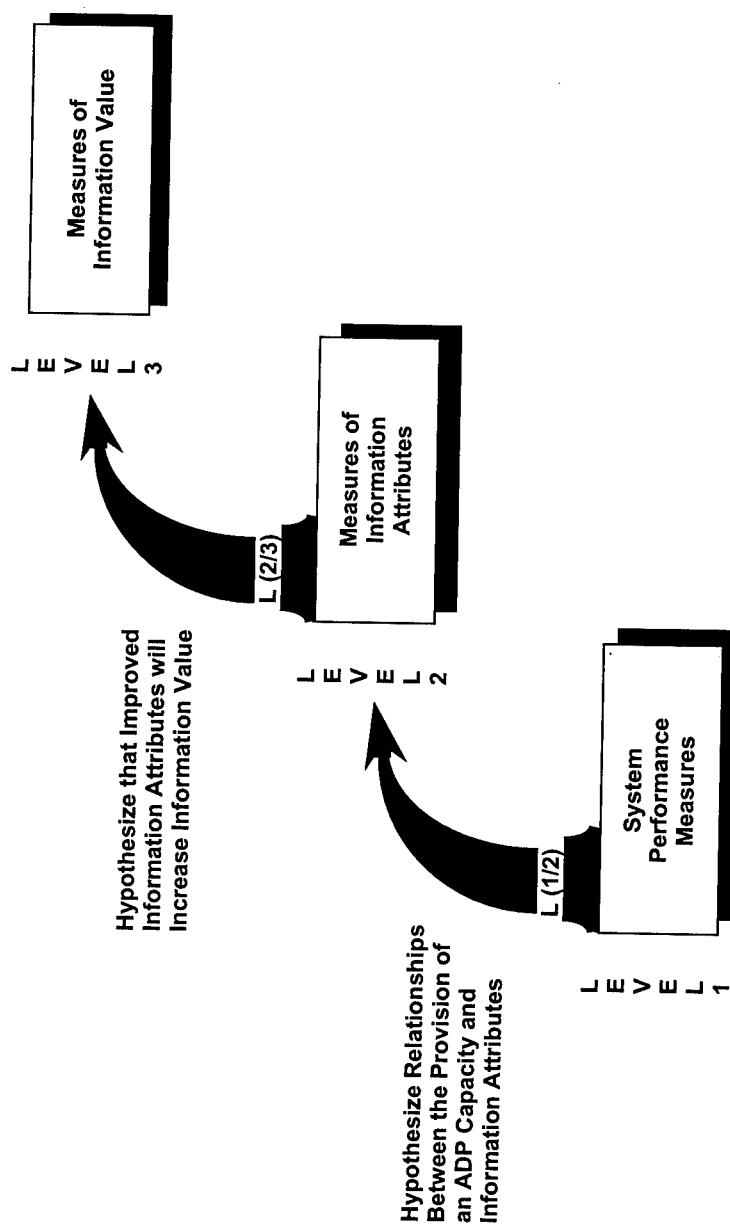 LEVEL 3
Measures of
Information Value
Hypothesize that Improved
Information Attributes will
Increase Information Value
L (2/3)
LEVEL 2
Measures of
Information
Attributes
Hypothesize Relationships
Between the Provision of
an ADP Capacity and
Information Attributes
L (1/2)
LEVEL 1
System
Performance
Measures